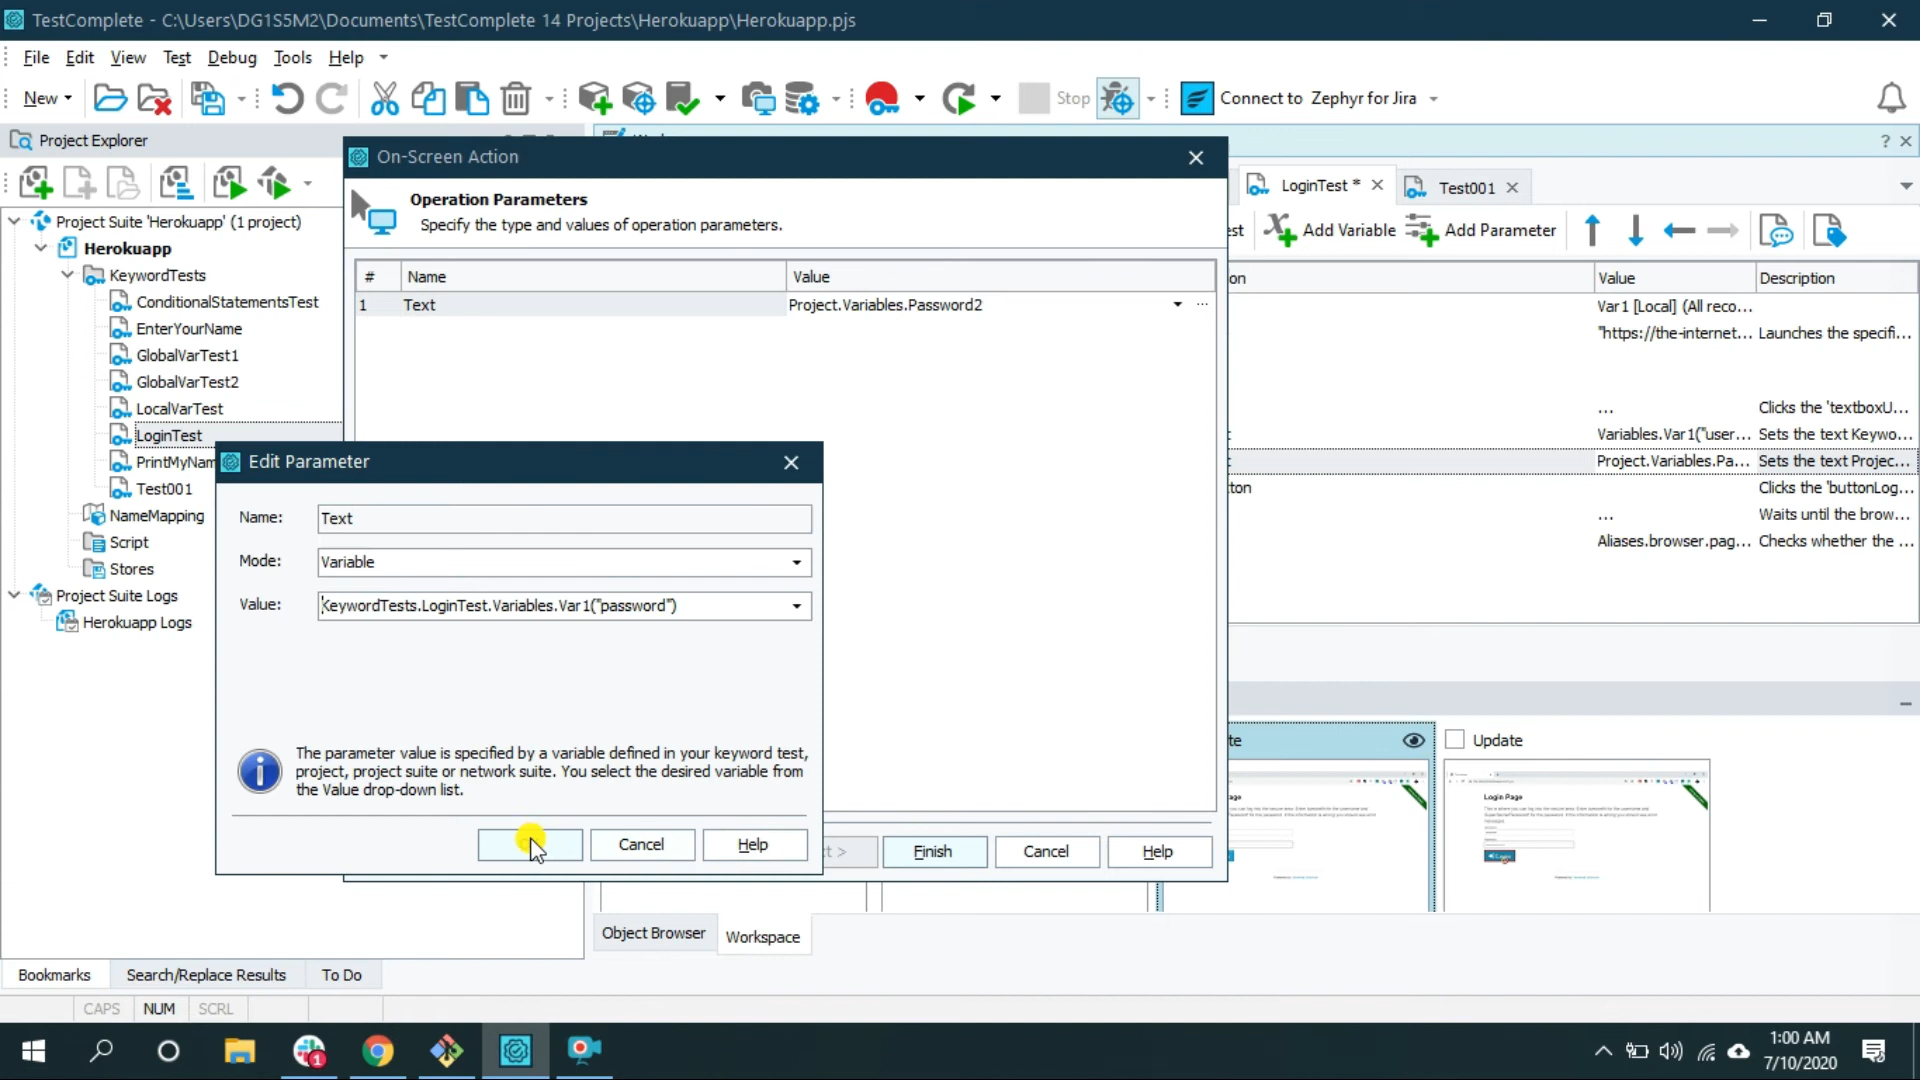 TestComplete - C:\Users\DG1S5M2\Documents\TestComplete 14 Projects\Herokuapp\Herokuapp.pjs
File Edit View Test Debug Tools Help
New
Stop
Connect to Zephyr for Jira
Project Explorer
Project Suite 'Herokuapp' (1 project)
Herokuapp
KeywordTests
ConditionalStatementsTest
EnterYourName
GlobalVarTest1
GlobalVarTest2
LocalVarTest
LoginTest
PrintMyNam
Test001
NameMapping
Script
Stores
Project Suite Logs
Herokuapp Logs
On-Screen Action
Operation Parameters
Specify the type and values of operation parameters.
# Name Value
1 Text Project.Variables.Password2 ...
t >
Finish
Cancel
Help
Edit Parameter
Name: Text
Mode: Variable
Value: KeywordTests.LoginTest.Variables.Var1("password")
The parameter value is specified by a variable defined in your keyword test,
project, project suite or network suite. You select the desired variable from
the Value drop-down list.
Cancel
Help
LoginTest *
Test001
est
Add Variable
Add Parameter
on Value Description
Var1 [Local] (All reco...
"https://the-internet... Launches the specifi...
... Clicks the 'textboxU...
Variables.Var1("user... Sets the text Keywo...
Project.Variables.Pa... Sets the text Projec...
ton Clicks the 'buttonLog...
... Waits until the brow...
Aliases.browser.pag... Checks whether the ...
te
Update
Login Page
Object Browser
Workspace
Bookmarks
Search/Replace Results
To Do
CAPS NUM SCRL
1
1:00 AM
7/10/2020